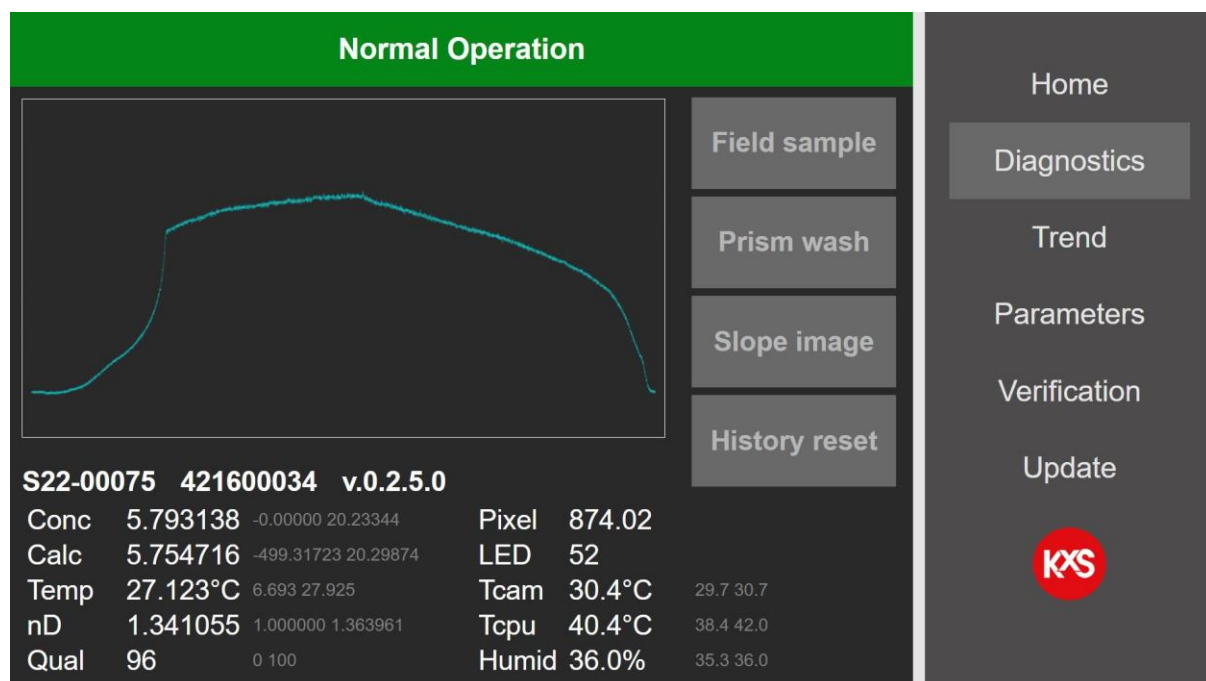 Normal Operation
Field sample
Prism wash
Slope image
History reset
S22-00075 421600034 v.0.2.5.0
Conc 5.793138 -0.00000 20.23344 Pixel 874.02
Calc 5.754716 -499.31723 20.29874 LED 52
Temp 27.123°C 6.693 27.925 Tcam 30.4°C 29.7 30.7
nD 1.341055 1.000000 1.363961 Tcpu 40.4°C 38.4 42.0
Qual 96 0 100 Humid 36.0% 35.3 36.0
Home
Diagnostics
Trend
Parameters
Verification
Update
KXS